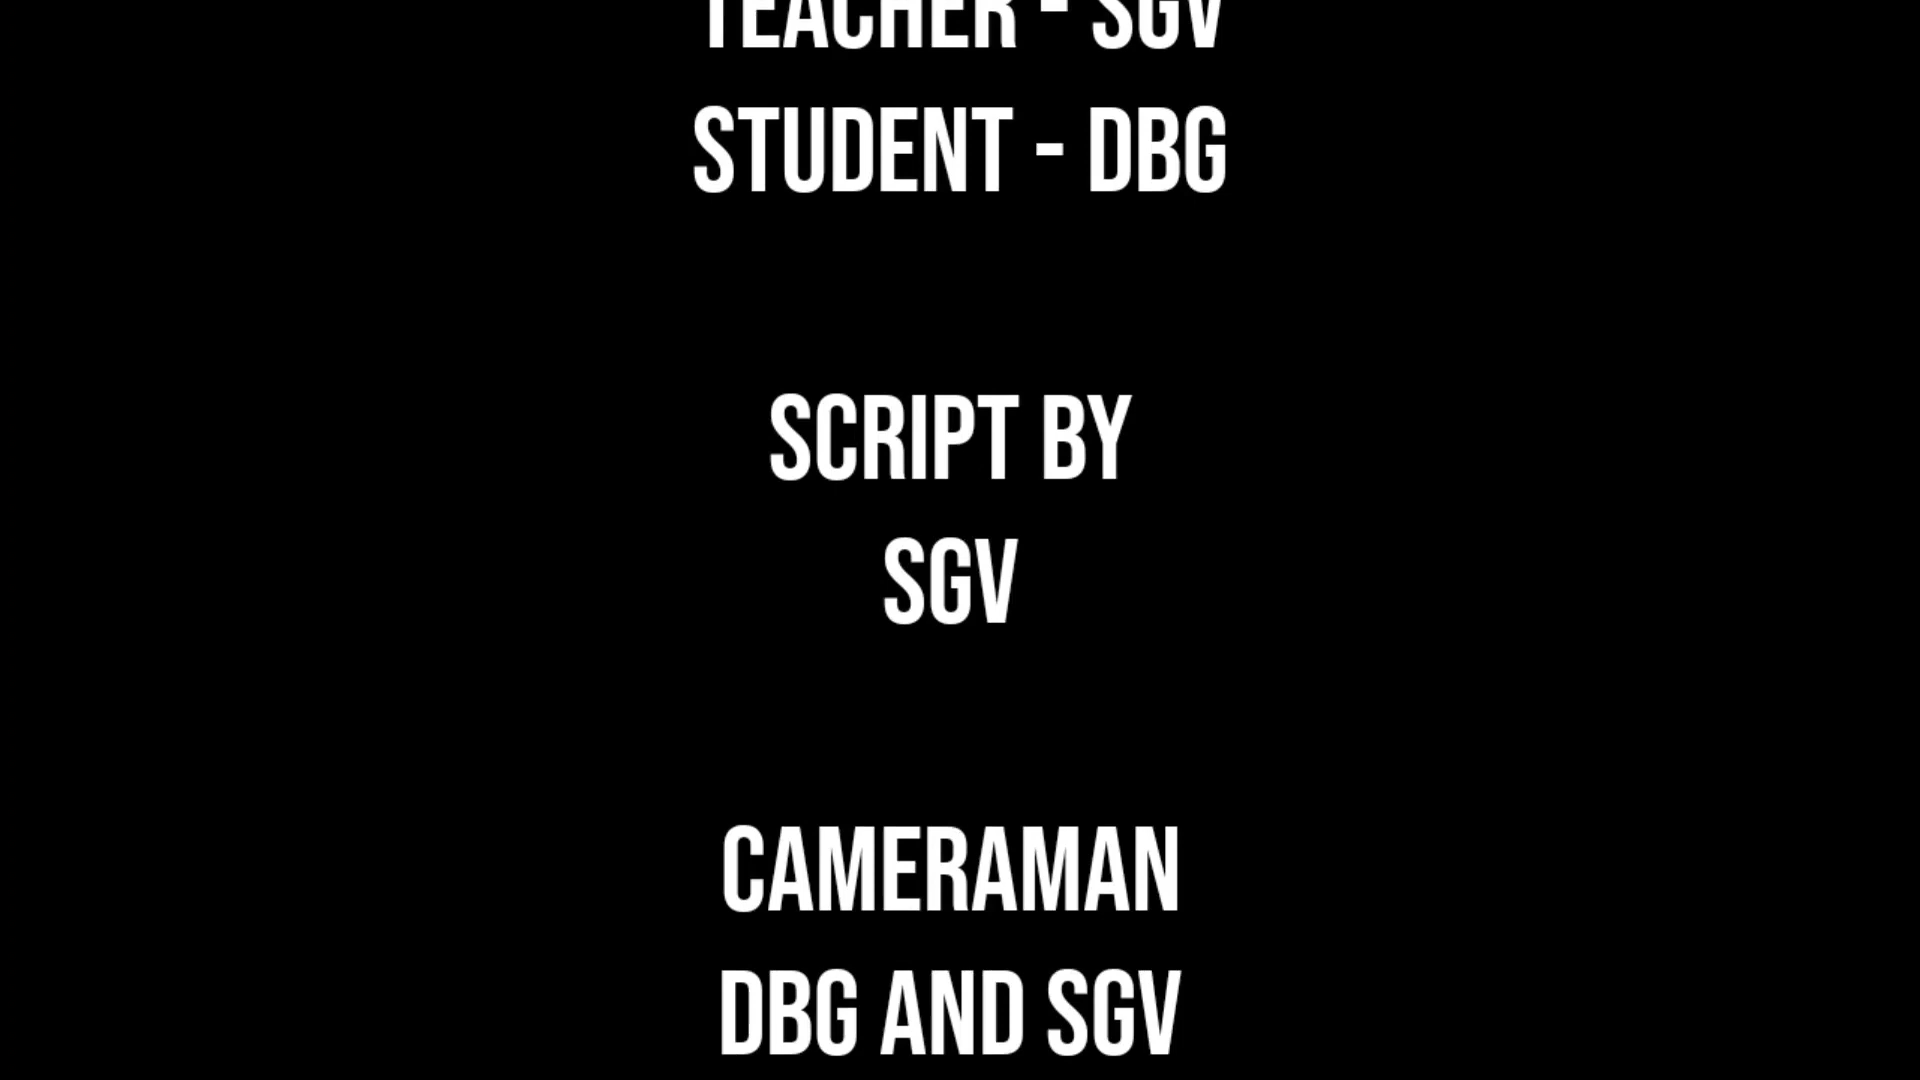 TEACHER - SGV
STUDENT - DBG
SCRIPT BY
SGV
CAMERAMAN
DBG AND SGV